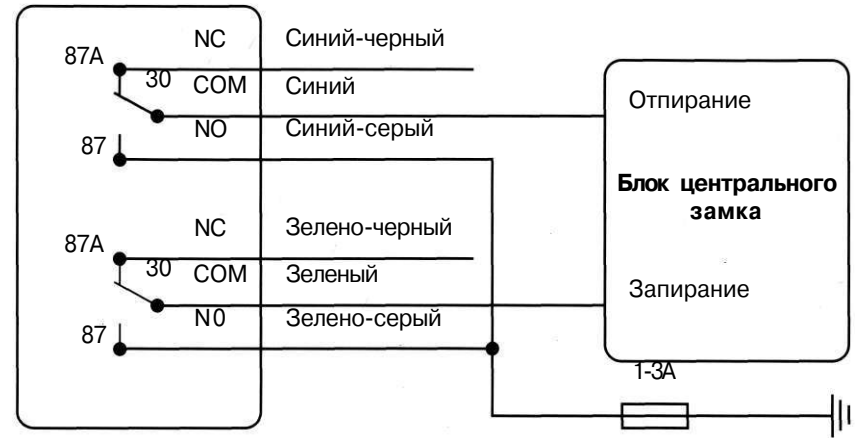 NC Синий-черный
87A
30 COM Синий
Отпирание
NO Синий-серый
87
Блок центрального
замка
NC Зелено-черный
87A
30 COM Зеленый
Запирание
N0 Зелено-серый
87
1-3А